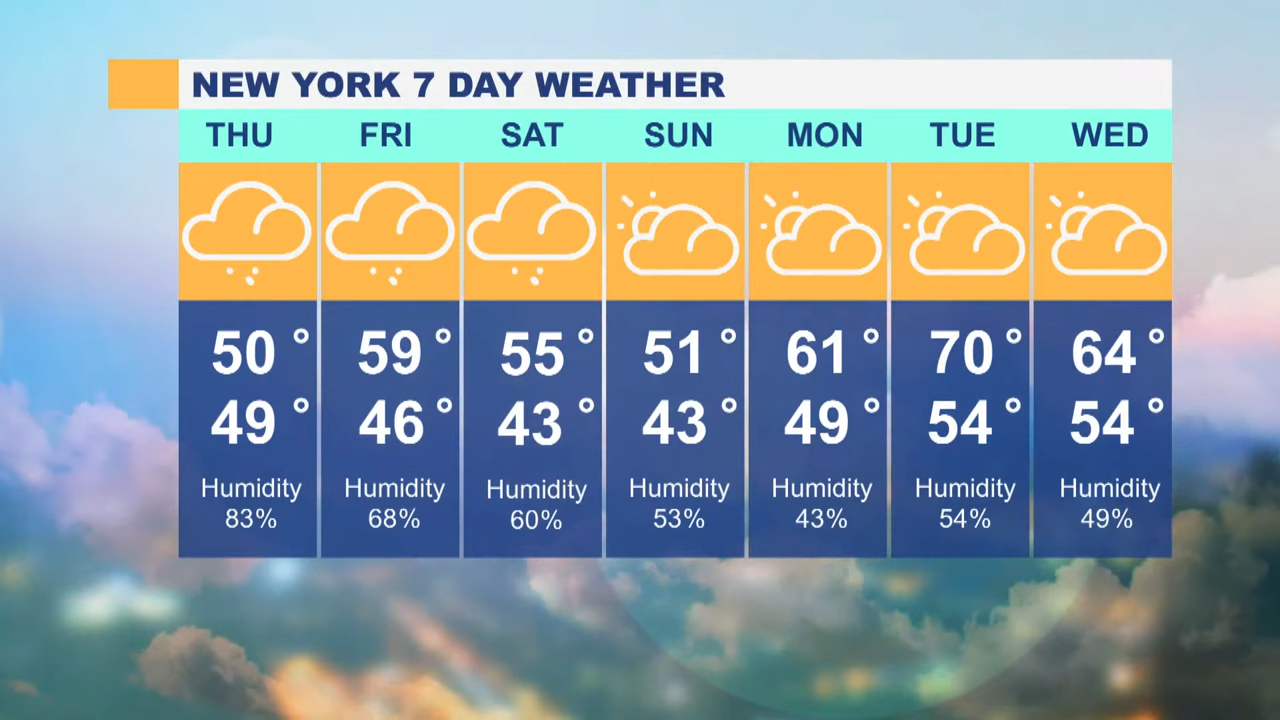 NEW YORK 7 DAY WEATHER
THU FRI SAT SUN MON TUE WED
50° 59° 55° 51° 61° 70° 64°
49° 46° 43° 43° 49° 54° 54°
Humidity Humidity Humidity Humidity Humidity Humidity Humidity
83% 68% 60% 53% 43% 54% 49%